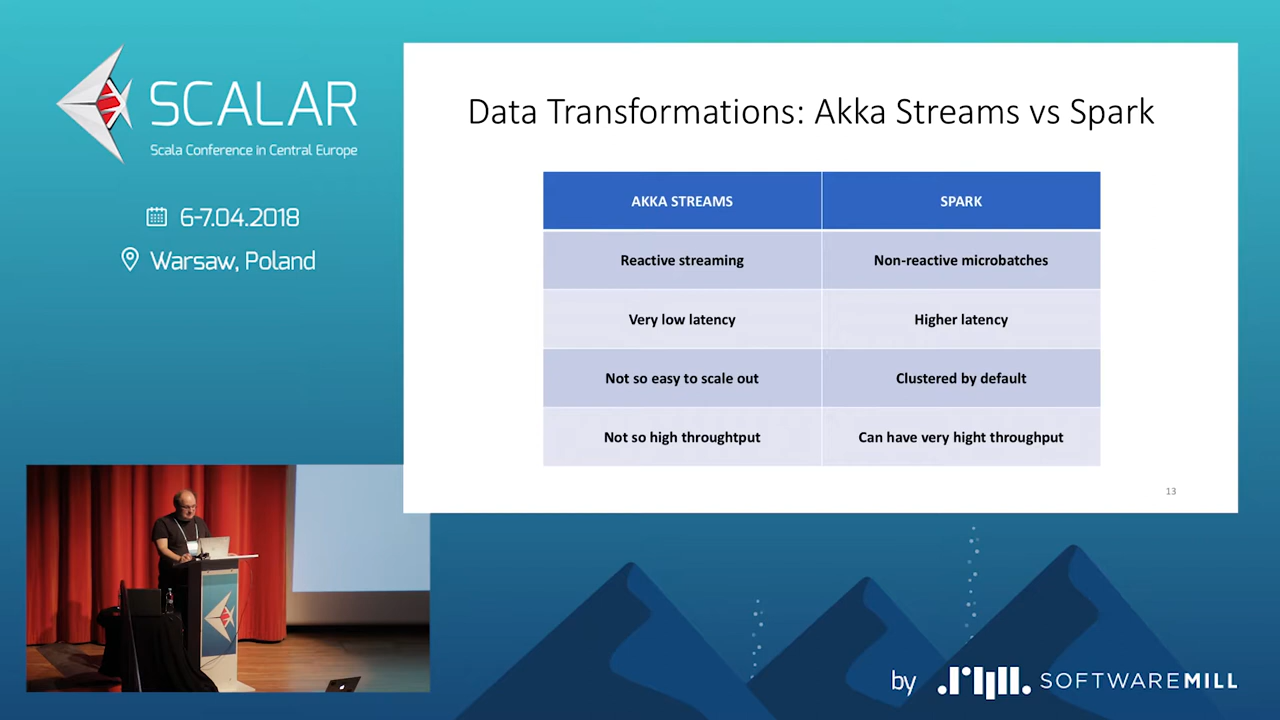 SCALAR
Scala Conference in Central Europe
6-7.04.2018
Warsaw, Poland
Data Transformations: Akka Streams vs Spark
AKKA STREAMS SPARK
Reactive streaming Non-reactive microbatches
Very low latency Higher latency
Not so easy to scale out Clustered by default
Not so high throughtput Can have very hight throughput
13
by SOFTWAREMILL